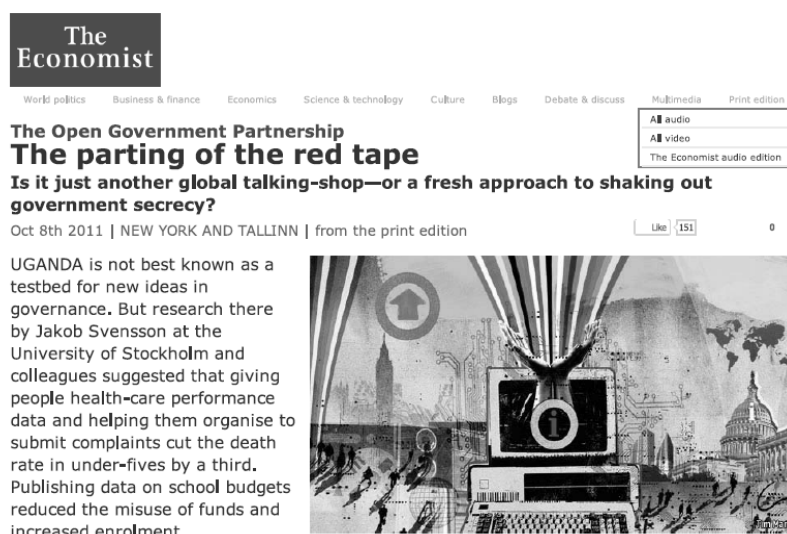 The
Economist
World politics Business & finance Economics Science & technology Culture Blogs Debate & discuss Multimedia Print edition
All audio
All video
The Economist audio edition
The Open Government Partnership
The parting of the red tape
Is it just another global talking-shop—or a fresh approach to shaking out
government secrecy?
Oct 8th 2011 | NEW YORK AND TALLINN | from the print edition
Like 151 0
UGANDA is not best known as a
testbed for new ideas in
governance. But research there
by Jakob Svensson at the
University of Stockholm and
colleagues suggested that giving
people health-care performance
data and helping them organise to
submit complaints cut the death
rate in under-fives by a third.
Publishing data on school budgets
reduced the misuse of funds and
increased enrolment.
i